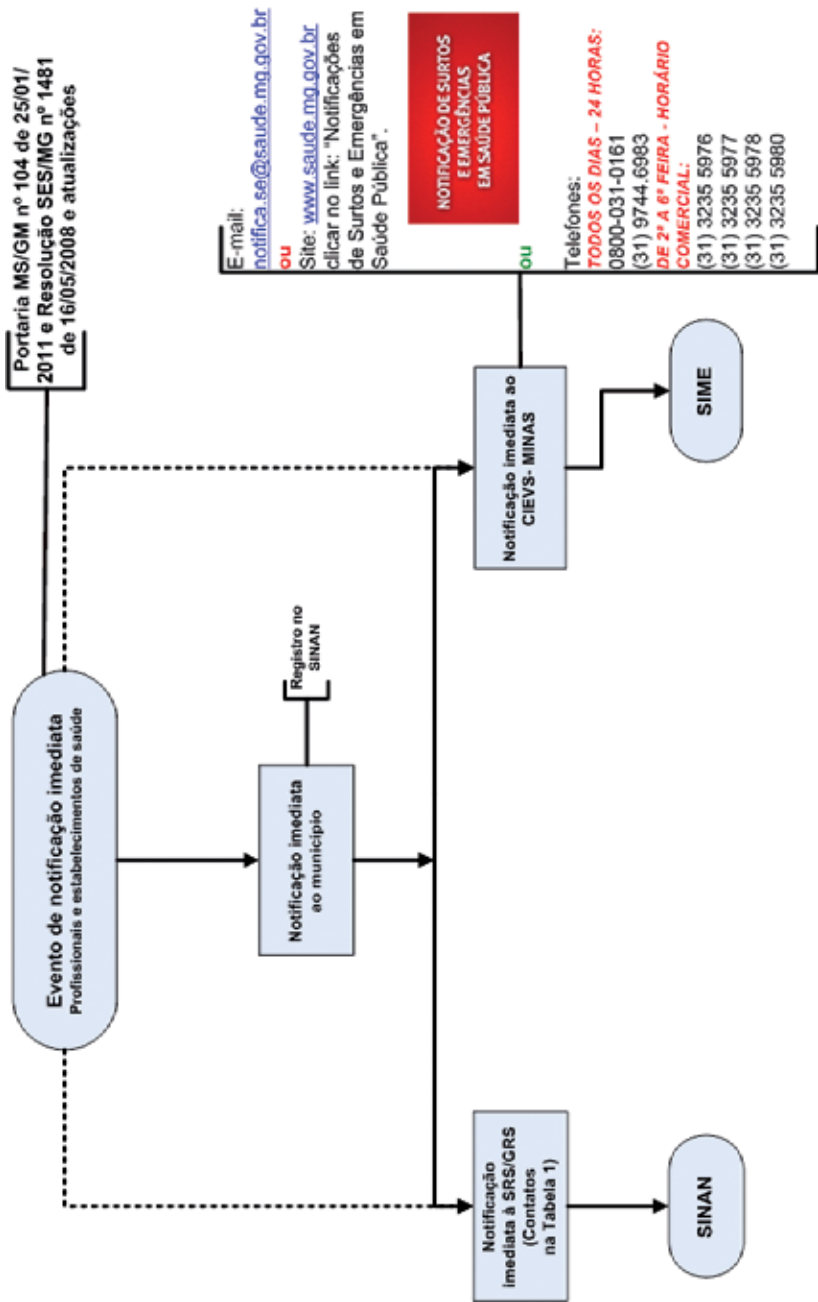 Portaria MS/GM nº 104 de 25/01/
2011 e Resolução SES/MG nº 1481
de 16/05/2008 e atualizações
Evento de notificação imediata
Profissionais e estabelecimentos de saúde
Registro no
SINAN
Notificação imediata
ao município
Notificação
imediata à SRS/GRS
(Contatos
na Tabela 1)
SINAN
Notificação imediata ao
CIEVS- MINAS
SIME
E-mail:
notifica.se@saude.mg.gov.br
ou
Site: www.saude.mg.gov.br
clicar no link: "Notificações
de Surtos e Emergências em
Saúde Pública".
NOTIFICAÇÃO DE SURTOS
E EMERGÊNCIAS
EM SAÚDE PÚBLICA
ou
Telefones:
TODOS OS DIAS – 24 HORAS:
0800-031-0161
(31) 9744.6983
DE 2ª A 6ª FEIRA - HORÁRIO
COMERCIAL:
(31) 3235 5976
(31) 3235 5977
(31) 3235 5978
(31) 3235 5980